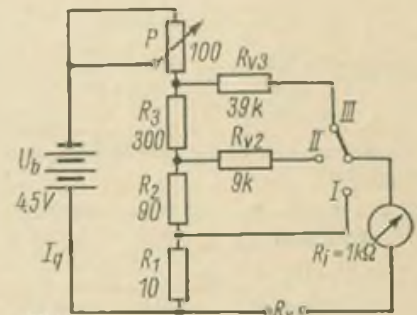 P
100
R_v3
39k
R_3
300
R_v2
9k
III
II
I
U_b
4,5V
R_2
90
I_q
R_1
10
R_i = 1kΩ
R_x